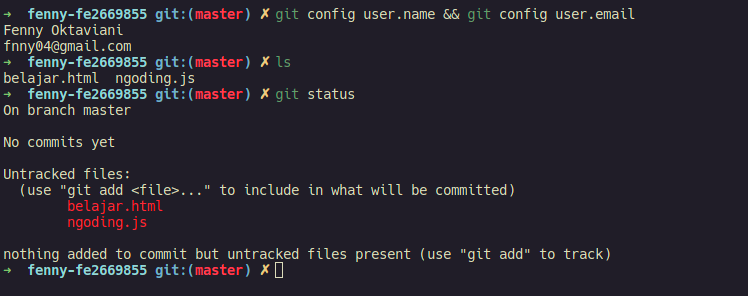 ➜ fenny-fe2669855 git:(master) ✗ git config user.name && git config user.email
Fenny Oktaviani
fnny04@gmail.com
➜ fenny-fe2669855 git:(master) ✗ ls
belajar.html  ngoding.js
➜ fenny-fe2669855 git:(master) ✗ git status
On branch master
No commits yet
Untracked files:
  (use "git add <file>..." to include in what will be committed)
        belajar.html
        ngoding.js
nothing added to commit but untracked files present (use "git add" to track)
➜ fenny-fe2669855 git:(master) ✗